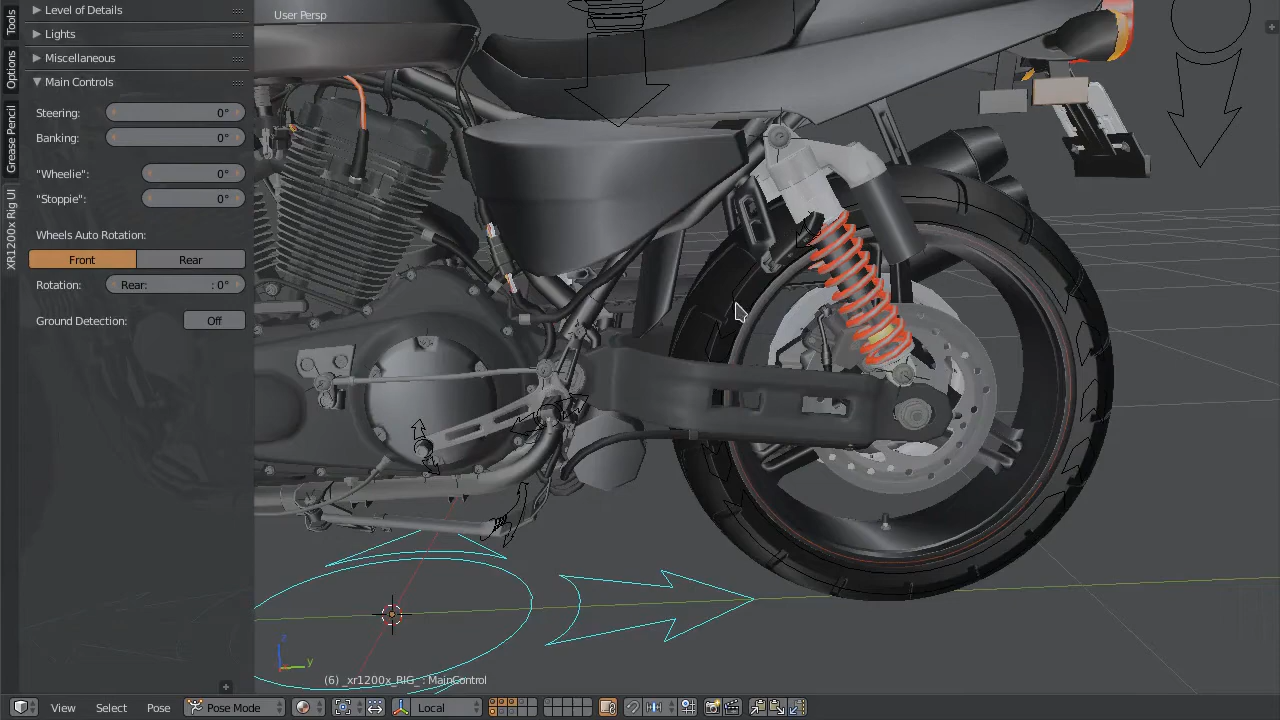 Tools
Options
Grease Pencil
XR1200x Rig UI
Level of Details
Lights
Miscellaneous
Main Controls
Steering: 0°
Banking: 0°
"Wheelie": 0°
"Stoppie": 0°
Wheels Auto Rotation:
Front Rear
Rotation: Rear: : 0°
Ground Detection: Off
User Persp
z
y
(6) _xr1200x_RIG_ : MainControl
View Select Pose Pose Mode Local